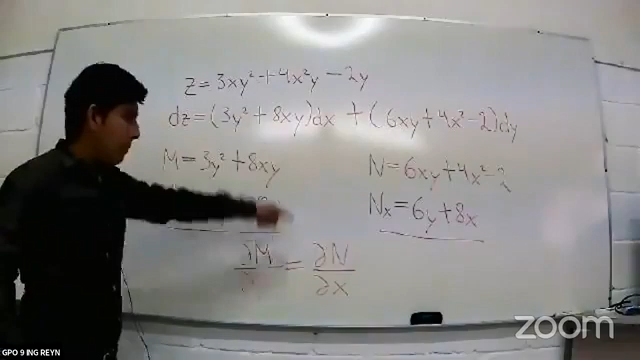 z = 3xy² + 4x²y - 2y
dz = (3y² + 8xy)dx + (6xy + 4x² - 2)dy
M = 3y² + 8xy
N = 6xy + 4x² - 2
Nx = 6y + 8x
∂M/∂ = ∂N/∂x
zoom
GPO 9 ING REYN